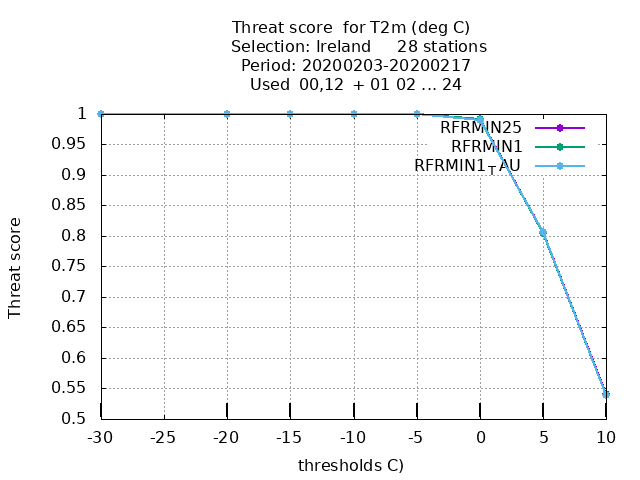 Threat score  for T2m (deg C)
Selection: Ireland     28 stations
Period: 20200203-20200217
Used  00,12  + 01 02 ... 24
Threat score
1
0.95
0.9
0.85
0.8
0.75
0.7
0.65
0.6
0.55
0.5
RFRMIN25
RFRMIN1
RFRMIN1TAU
-30 -25 -20 -15 -10 -5 0 5 10
thresholds C)